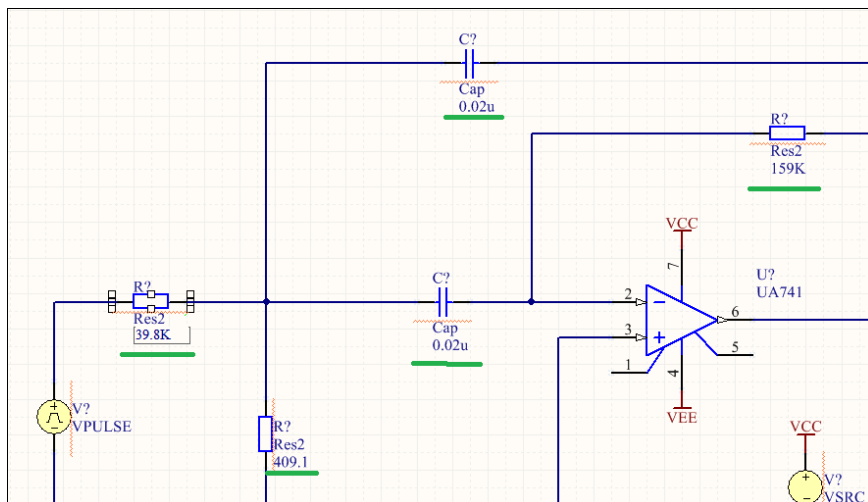 C?
Cap
0.02u
R?
Res2
159K
VCC
7
U?
UA741
R?
Res2
39.8K
C?
Cap
0.02u
2
3
6
1
5
4
VEE
V?
VPULSE
R?
Res2
409.1
VCC
V?
VSRC